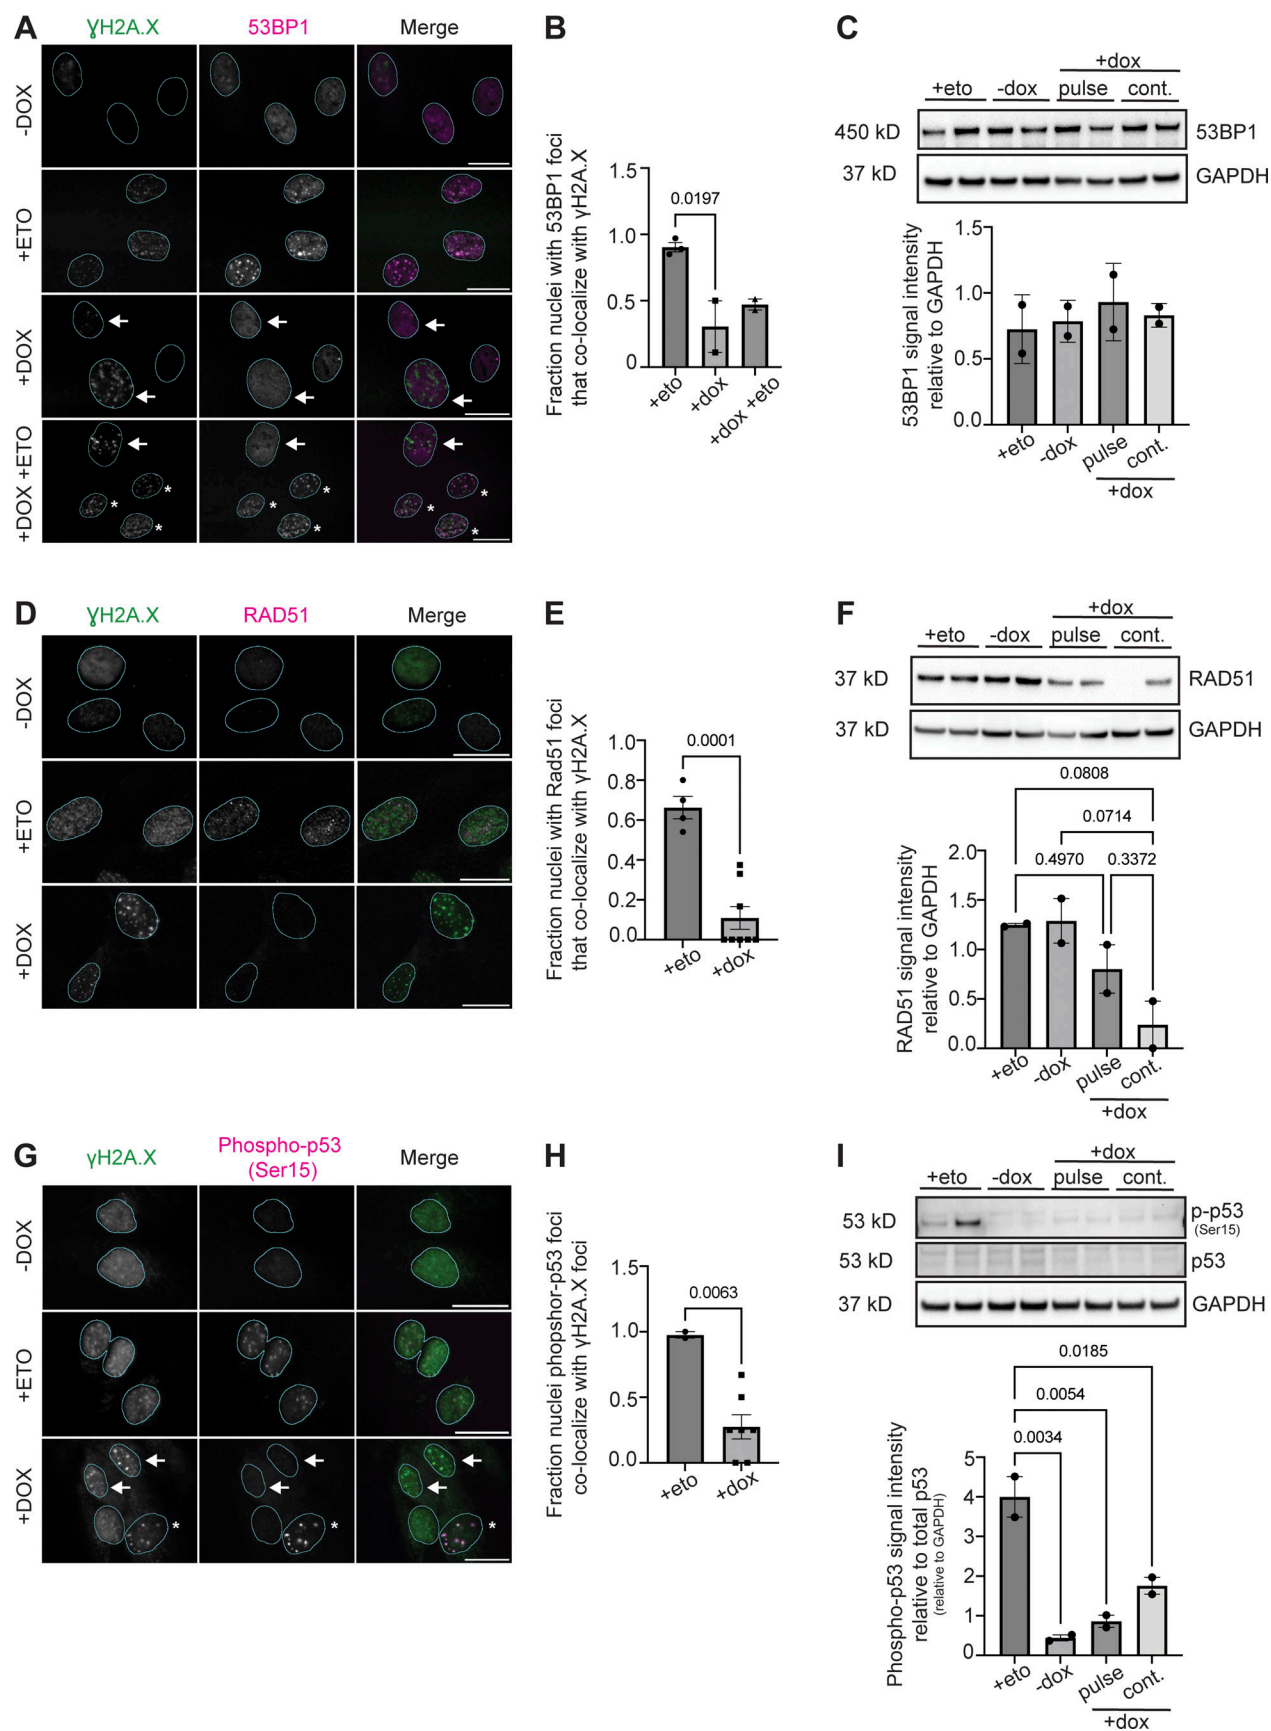 A
ɣH2A.X
53BP1
Merge
-DOX
+ETO
+DOX
+DOX +ETO
*
*
*
*
*
*
*
*
*
B
Fraction nuclei with 53BP1 foci
that co-localize with γH2A.X
1.5
1.0
0.5
0
0.0197
+eto
+dox
+dox +eto
C
+dox
+eto
-dox
pulse
cont.
450 kD
53BP1
37 kD
GAPDH
53BP1 signal intensity
relative to GAPDH
1.5
1.0
0.5
0.0
+eto
-dox
pulse
cont.
+dox
D
ɣH2A.X
RAD51
Merge
-DOX
+ETO
+DOX
E
Fraction nuclei with Rad51 foci
that co-localize with γH2A.X
1.0
0.8
0.6
0.4
0.2
0.0
0.0001
+eto
+dox
F
+dox
+eto
-dox
pulse
cont.
37 kD
RAD51
37 kD
GAPDH
0.0808
0.0714
0.4970
0.3372
RAD51 signal intensity
relative to GAPDH
2.0
1.5
1.0
0.5
0.0
+eto
-dox
pulse
cont.
+dox
G
γH2A.X
Phospho-p53
(Ser15)
Merge
-DOX
+ETO
+DOX
*
*
*
H
Fraction nuclei phopshor-p53 foci
co-localize with γH2A.X foci
1.5
1.0
0.5
0.0
0.0063
+eto
+dox
I
+dox
+eto
-dox
pulse
cont.
53 kD
p-p53
(Ser15)
53 kD
p53
37 kD
GAPDH
0.0185
0.0054
0.0034
Phospho-p53 signal intensity
relative to total p53
(relative to GAPDH)
5
4
3
2
1
0
+eto
-dox
pulse
cont.
+dox